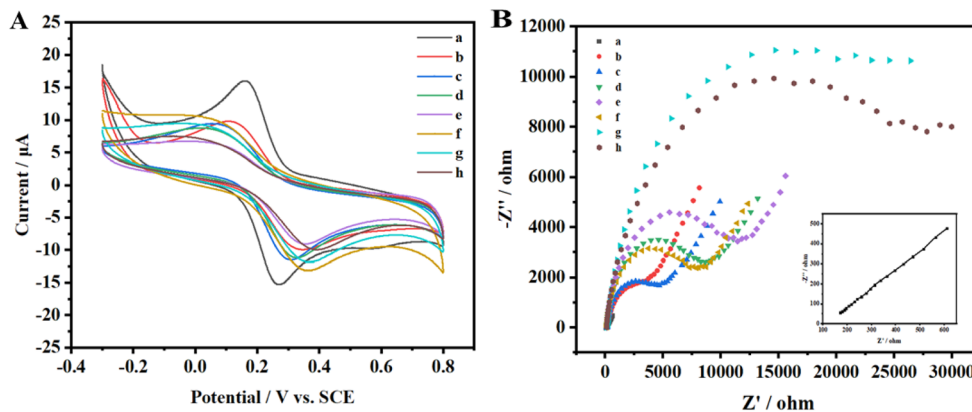 A
Current / μA
25
20
15
10
5
0
-5
-10
-15
-20
-25
-0.4
-0.2
0.0
0.2
0.4
0.6
0.8
Potential / V vs. SCE
a
b
c
d
e
f
g
h
B
-Z'' / ohm
12000
10000
8000
6000
4000
2000
0
0
5000
10000
15000
20000
25000
30000
Z' / ohm
a
b
c
d
e
f
g
h
-Z'' / ohm
500
400
300
200
100
0
100
200
300
400
500
600
Z' / ohm